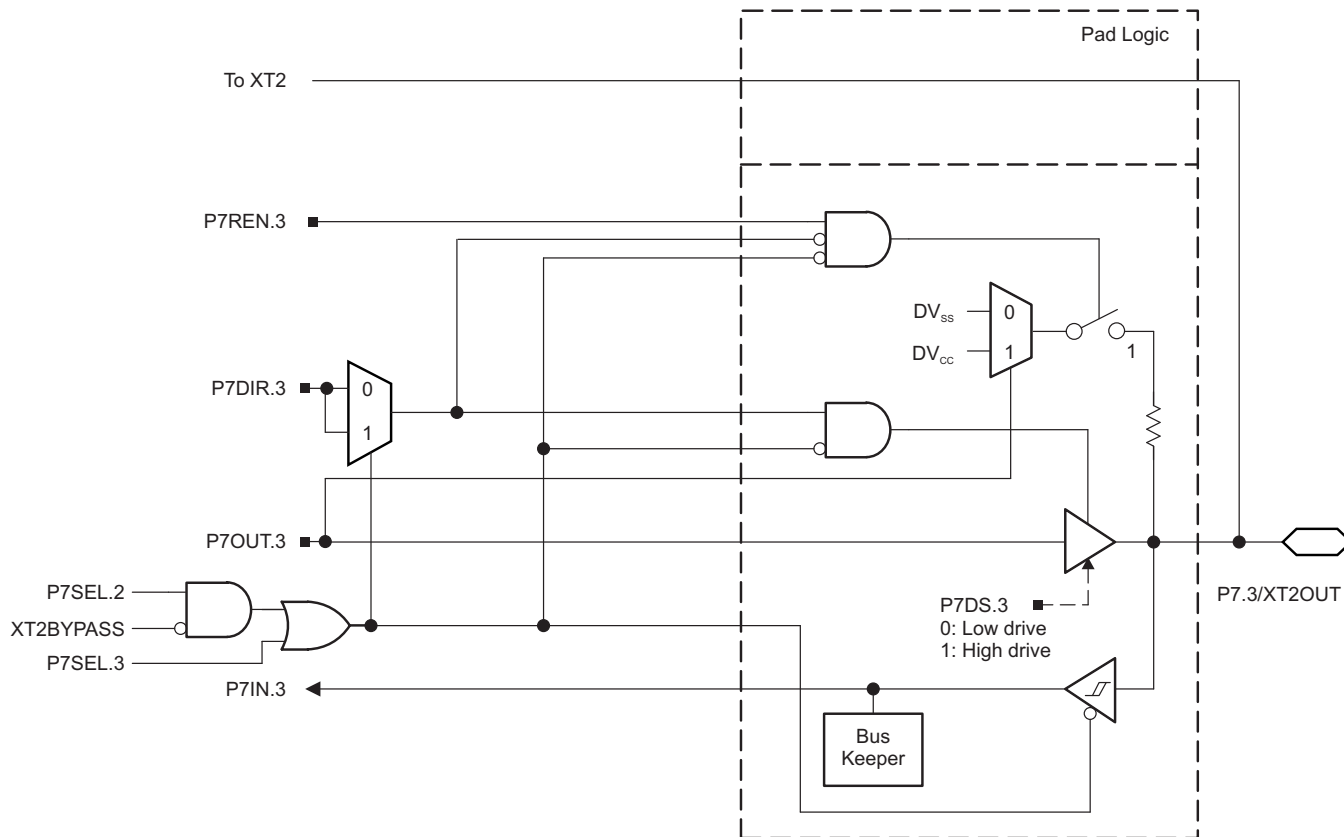 Pad Logic
To XT2
P7REN.3
DVSS
0
DVCC
1
1
P7DIR.3
0
1
P7OUT.3
P7SEL.2
XT2BYPASS
P7SEL.3
P7DS.3
0: Low drive
1: High drive
P7.3/XT2OUT
P7IN.3
Bus
Keeper